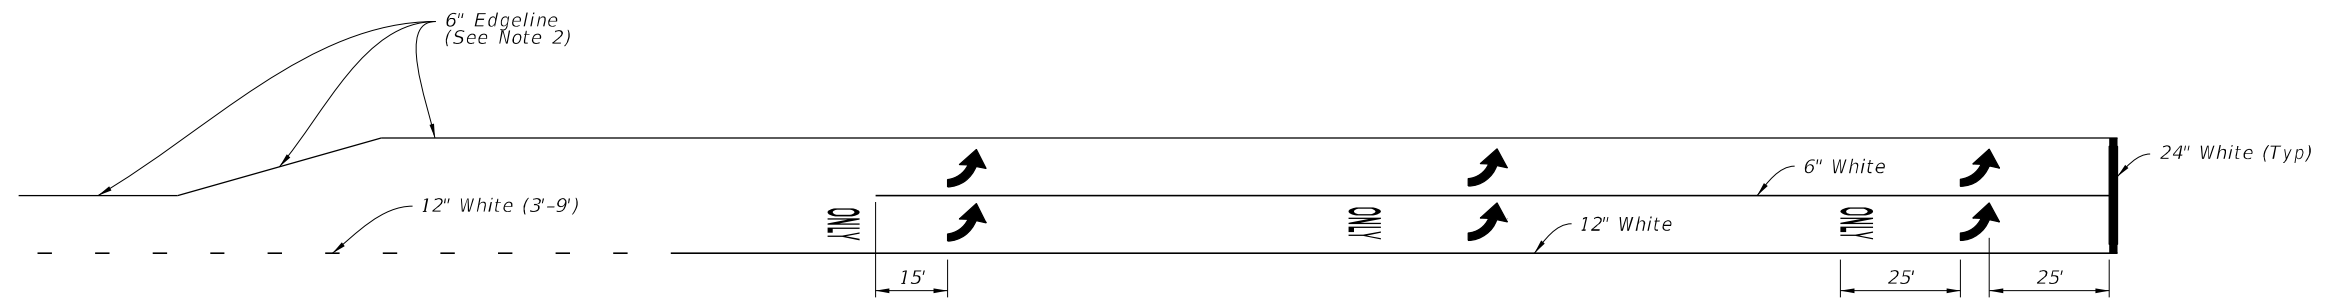 6" Edgeline
(See Note 2)
24" White (Typ)
6" White
12" White (3'-9')
ONLY
ONLY
ONLY
12" White
15'
25'
25'